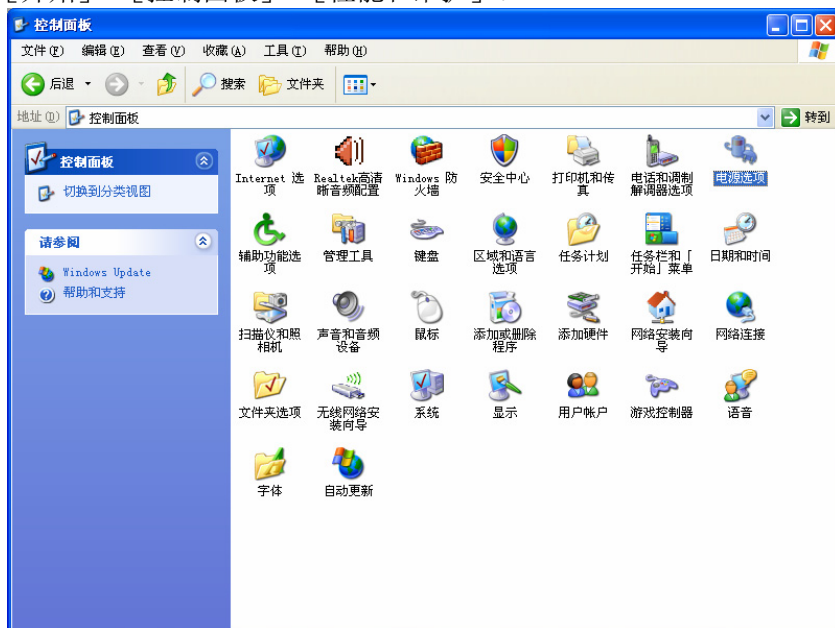 控制面板
文件(F) 编辑(E) 查看(V) 收藏(A) 工具(T) 帮助(H)
后退 搜索 文件夹
地址(D) 控制面板 转到
控制面板
切换到分类视图
请参阅
Windows Update
帮助和支持
Internet 选项
Realtek高清晰音频配置
Windows 防火墙
安全中心
打印机和传真
电话和调制解调器选项
电源选项
辅助功能选项
管理工具
键盘
区域和语言选项
任务计划
任务栏和「开始」菜单
日期和时间
扫描仪和照相机
声音和音频设备
鼠标
添加或删除程序
添加硬件
网络安装向导
网络连接
文件夹选项
无线网络安装向导
系统
显示
用户帐户
游戏控制器
语音
字体
自动更新